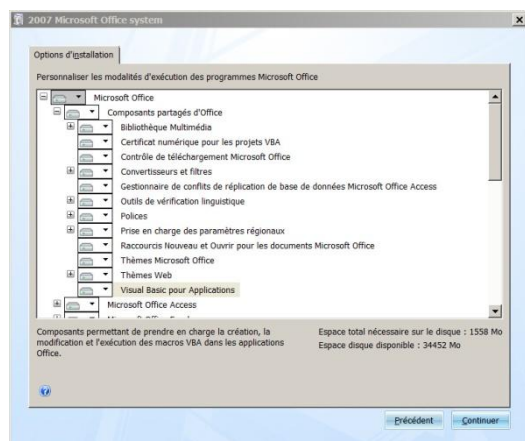 2007 Microsoft Office system
Options d'installation
Personnaliser les modalités d'exécution des programmes Microsoft Office
Microsoft Office
Composants partagés d'Office
Bibliothèque Multimédia
Certificat numérique pour les projets VBA
Contrôle de téléchargement Microsoft Office
Convertisseurs et filtres
Gestionnaire de conflits de réplication de base de données Microsoft Office Access
Outils de vérification linguistique
Polices
Prise en charge des paramètres régionaux
Raccourcis Nouveau et Ouvrir pour les documents Microsoft Office
Thèmes Microsoft Office
Thèmes Web
Visual Basic pour Applications
Microsoft Office Access
Composants permettant de prendre en charge la création, la
modification et l'exécution des macros VBA dans les applications
Office.
Espace total nécessaire sur le disque : 1558 Mo
Espace disque disponible : 34452 Mo
Précédent
Continuer